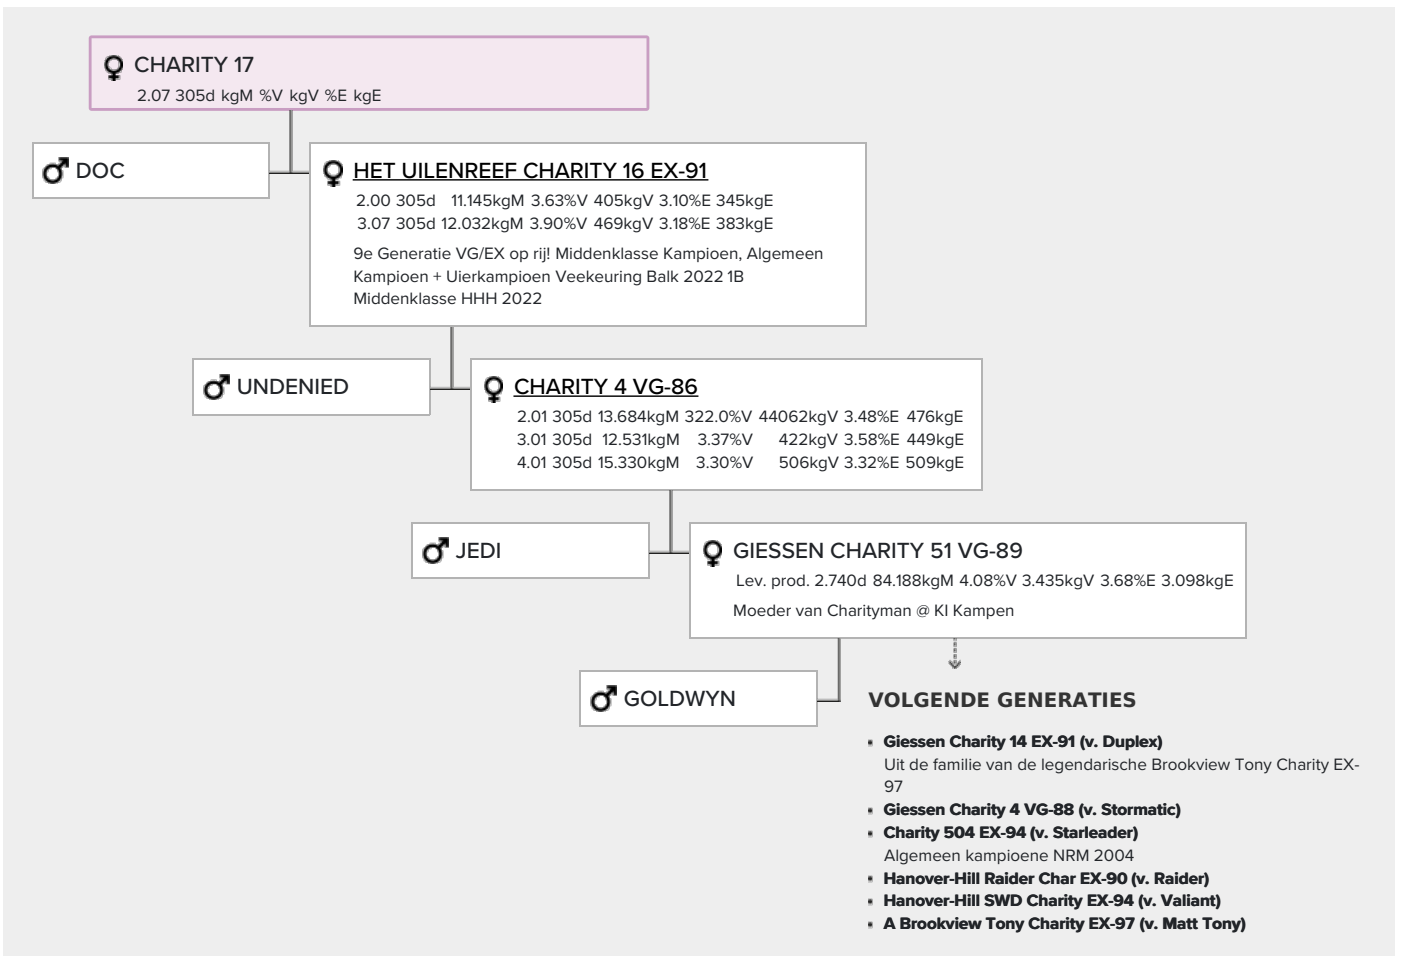 CHARITY 17
2.07 305d kgM %V kgV %E kgE
DOC
HET UILENREEF CHARITY 16 EX-91
2.00 305d 11.145kgM 3.63%V 405kgV 3.10%E 345kgE
3.07 305d 12.032kgM 3.90%V 469kgV 3.18%E 383kgE
9e Generatie VG/EX op rij! Middenklasse Kampioen, Algemeen
Kampioen + Uierkampioen Veekeuring Balk 2022 1B
Middenklasse HHH 2022
UNDENIED
CHARITY 4 VG-86
2.01 305d 13.684kgM 322.0%V 44062kgV 3.48%E 476kgE
3.01 305d 12.531kgM 3.37%V 422kgV 3.58%E 449kgE
4.01 305d 15.330kgM 3.30%V 506kgV 3.32%E 509kgE
JEDI
GIESSEN CHARITY 51 VG-89
Lev. prod. 2.740d 84.188kgM 4.08%V 3.435kgV 3.68%E 3.098kgE
Moeder van Charityman @ KI Kampen
GOLDWYN
VOLGENDE GENERATIES
Giessen Charity 14 EX-91 (v. Duplex)
Uit de familie van de legendarische Brookview Tony Charity EX-
97
Giessen Charity 4 VG-88 (v. Stormatic)
Charity 504 EX-94 (v. Starleader)
Algemeen kampioene NRM 2004
Hanover-Hill Raider Char EX-90 (v. Raider)
Hanover-Hill SWD Charity EX-94 (v. Valiant)
A Brookview Tony Charity EX-97 (v. Matt Tony)